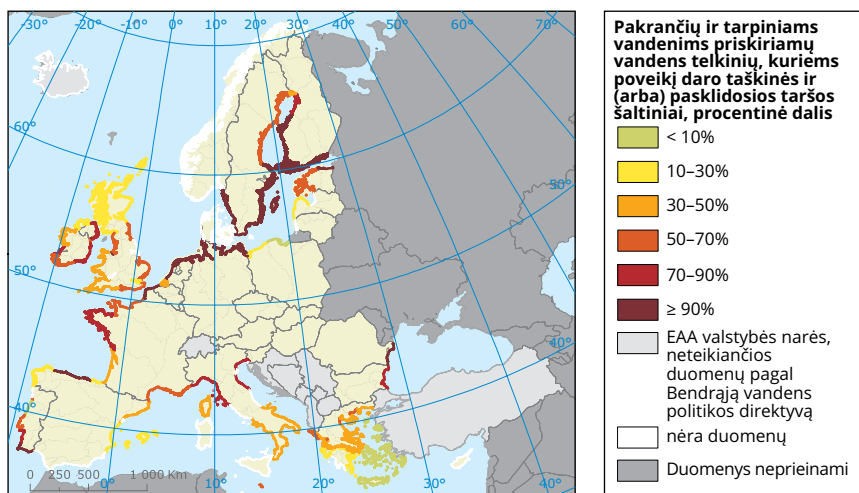 -30°
-20°
-10°
0°
10°
20°
30°
40°
50°
60°
70°
60°
50°
50°
40°
40°
0°
10°
20°
30°
40°
0 250 500 1 000 Km
Pakrančių ir tarpiniams
vandenims priskiriamų
vandens telkinių, kuriems
poveikį daro taškinės ir
(arba) pasklidosios taršos
šaltiniai, procentinė dalis
< 10%
10–30%
30–50%
50–70%
70–90%
≥ 90%
EAA valstybės narės,
neteikiančios
duomenų pagal
Bendrąją vandens
politikos direktyvą
nėra duomenų
Duomenys neprieinami